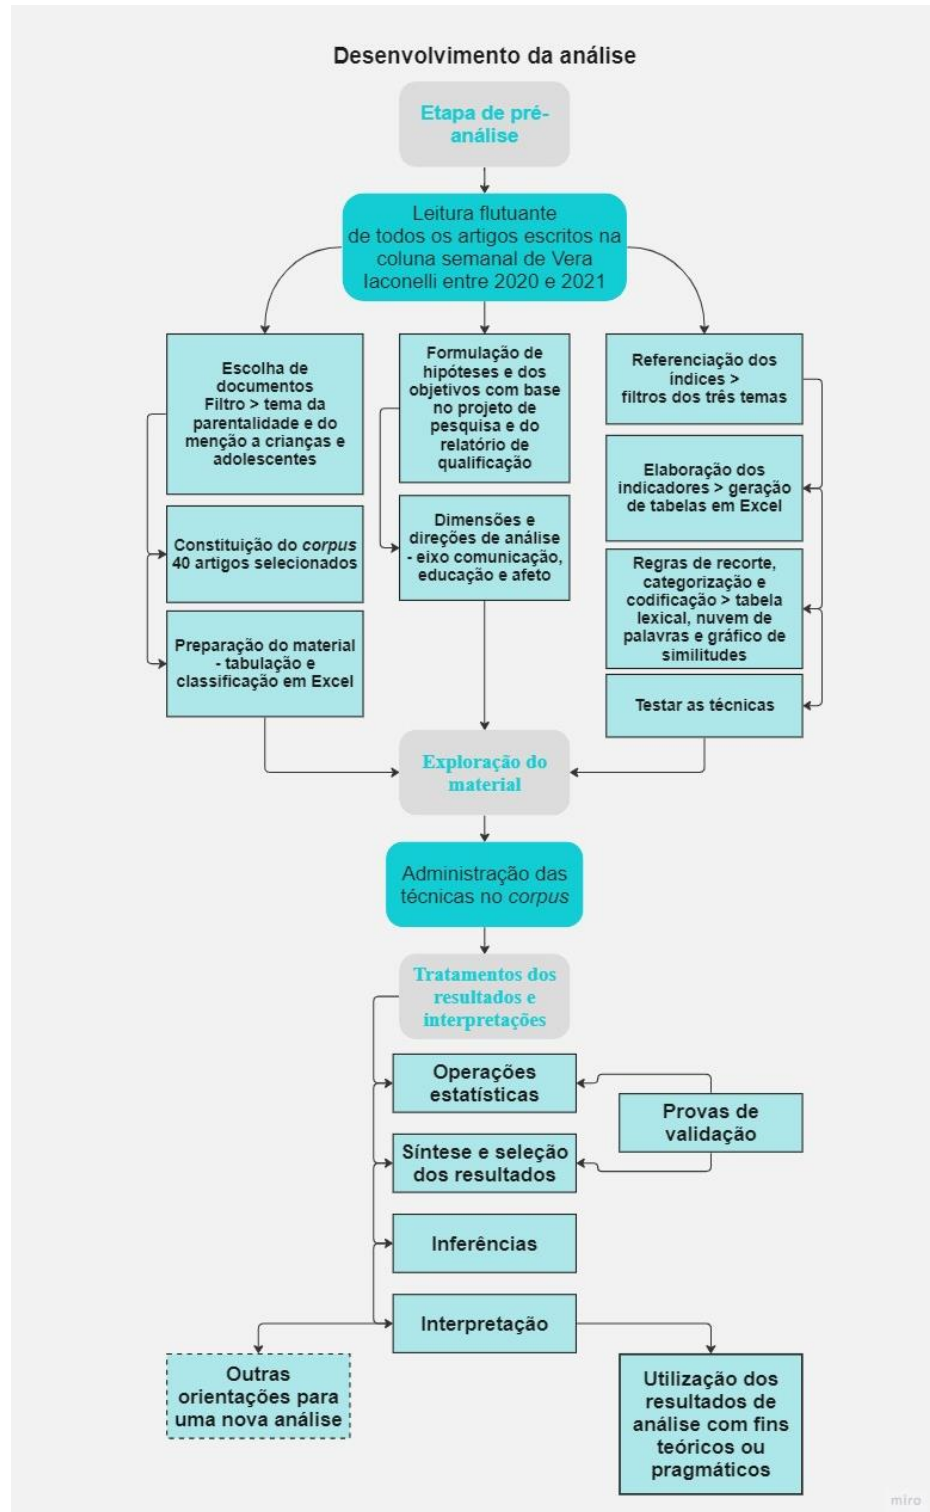 Desenvolvimento da análise
Etapa de pré-
análise
Leitura flutuante
de todos os artigos escritos na
coluna semanal de Vera
Iaconelli entre 2020 e 2021
Escolha de
documentos
Filtro > tema da
parentalidade e do
menção a crianças e
adolescentes
Constituição do corpus
40 artigos selecionados
Preparação do material
- tabulação e
classificação em Excel
Formulação de
hipóteses e dos
objetivos com base
no projeto de
pesquisa e do
relatório de
qualificação
Dimensões e
direções de análise
- eixo comunicação,
educação e afeto
Referenciação dos
índices >
filtros dos três temas
Elaboração dos
indicadores > geração
de tabelas em Excel
Regras de recorte,
categorização e
codificação > tabela
lexical, nuvem de
palavras e gráfico de
similitudes
Testar as técnicas
Exploração do
material
Administração das
técnicas no corpus
Tratamentos dos
resultados e
interpretações
Operações
estatísticas
Provas de
validação
Síntese e seleção
dos resultados
Inferências
Interpretação
Outras
orientações para
uma nova análise
Utilização dos
resultados de
análise com fins
teóricos ou
pragmáticos
miro